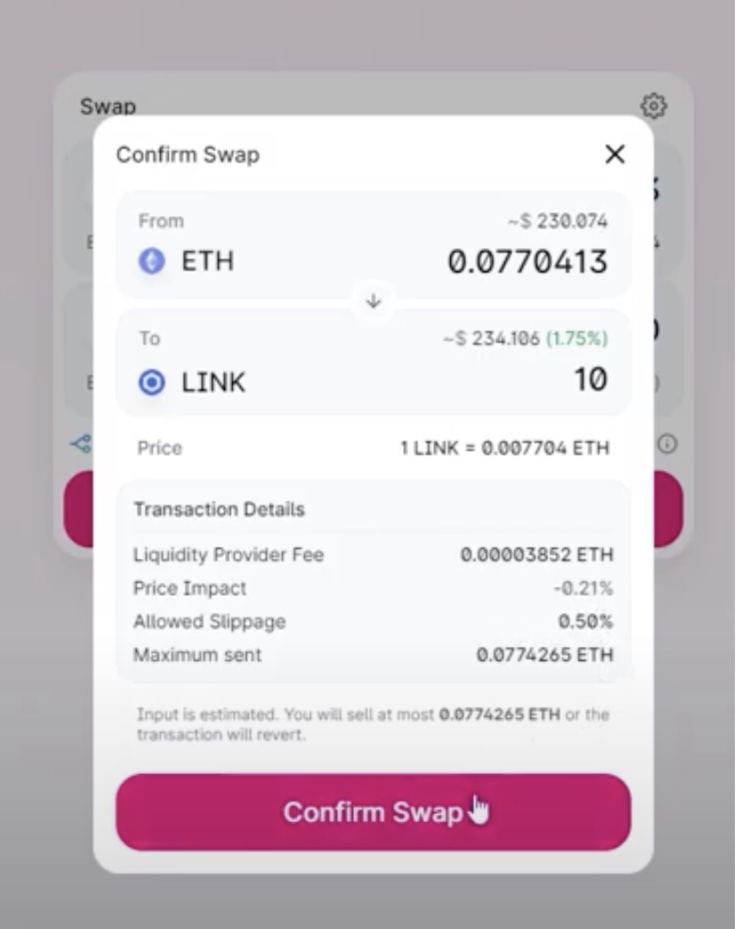 Swap
Confirm Swap
From ~$ 230.074
ETH 0.0770413
To ~$ 234.106 (1.75%)
LINK 10
Price 1 LINK = 0.007704 ETH
Transaction Details
Liquidity Provider Fee 0.00003852 ETH
Price Impact -0.21%
Allowed Slippage 0.50%
Maximum sent 0.0774265 ETH
Input is estimated. You will sell at most 0.0774265 ETH or the
transaction will revert.
Confirm Swap